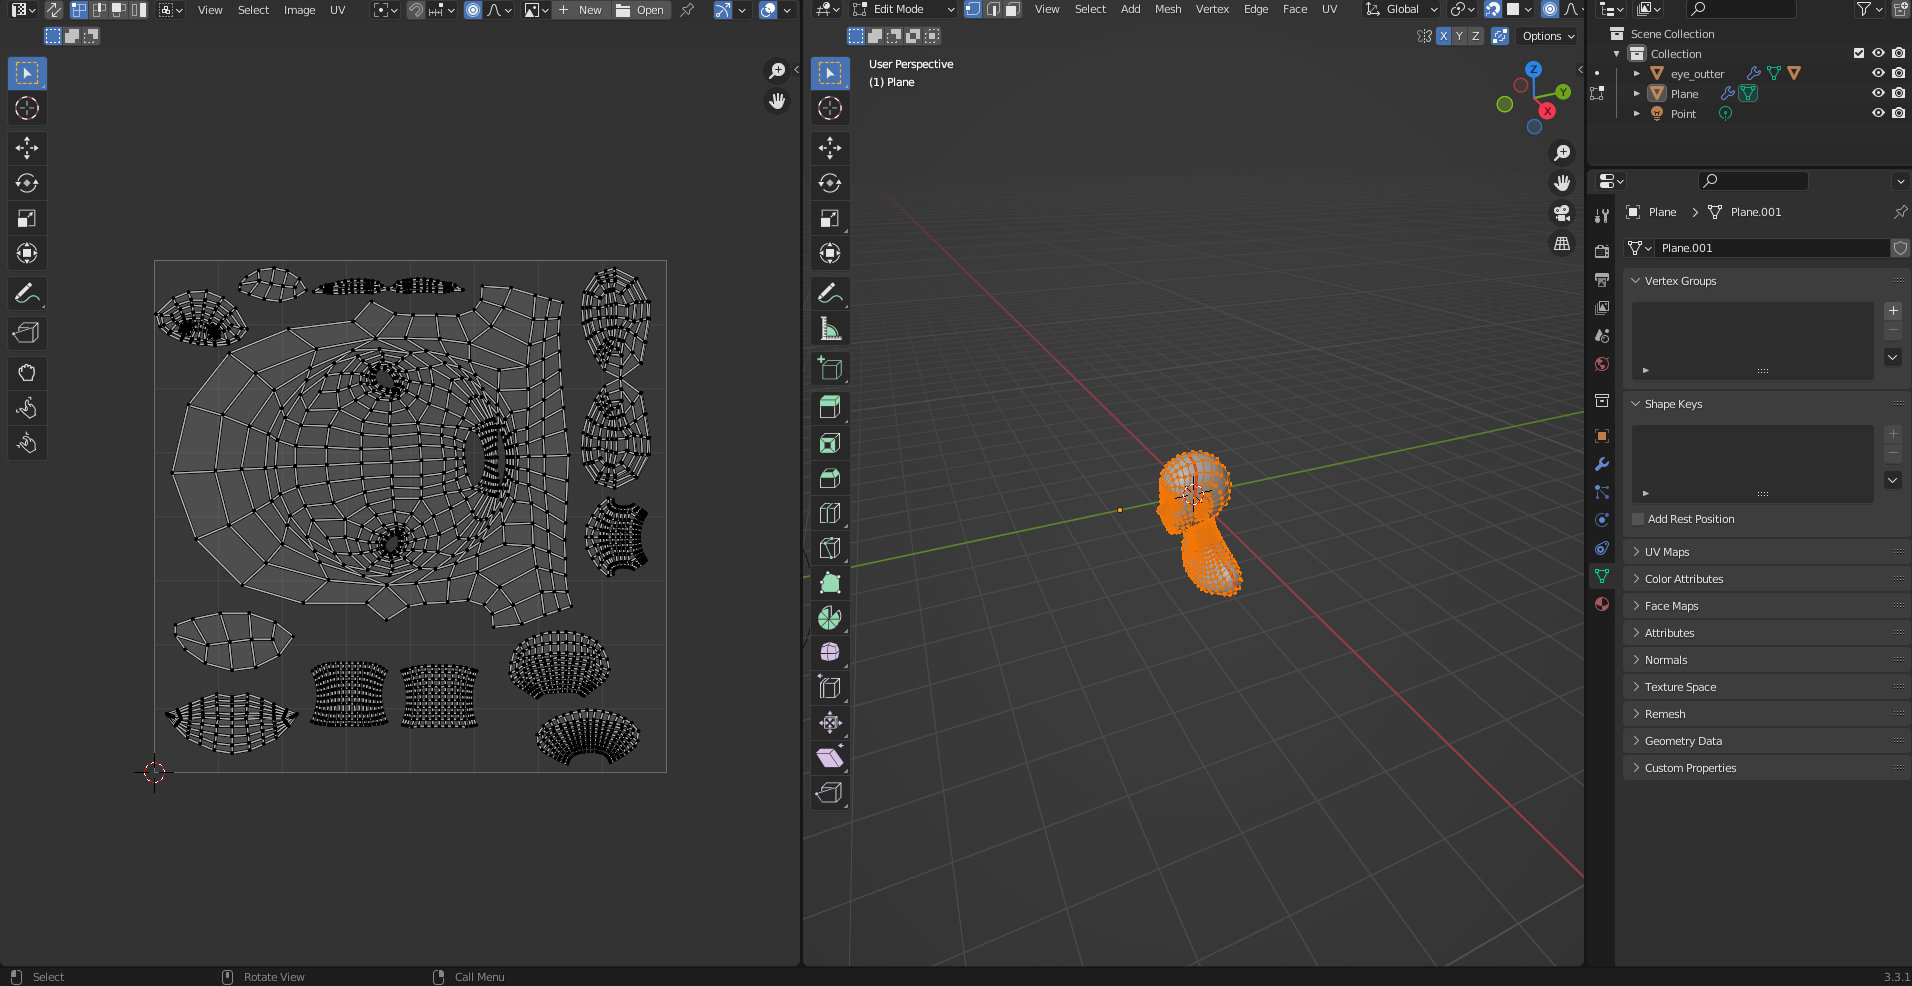 View Select Image UV New Open
Edit Mode View Select Add Mesh Vertex Edge Face UV Global
X Y Z Options
User Perspective
(1) Plane
Z
Y
X
Scene Collection
Collection
eye_outter
Plane
Point
Plane Plane.001
Plane.001
Vertex Groups
Shape Keys
Add Rest Position
UV Maps
Color Attributes
Face Maps
Attributes
Normals
Texture Space
Remesh
Geometry Data
Custom Properties
Select Rotate View Call Menu 3.3.1